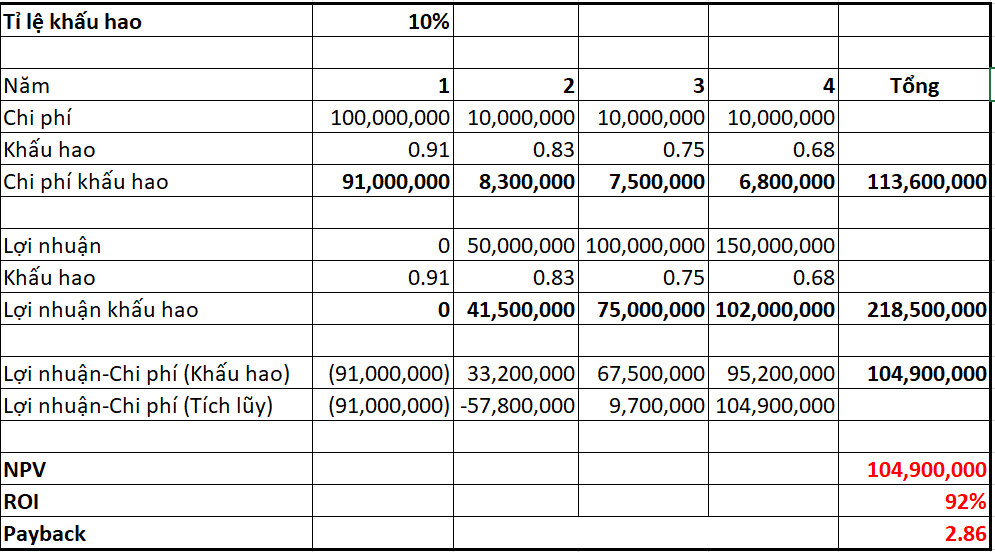 Tỉ lệ khấu hao 10%
Năm 1 2 3 4 Tổng
Chi phí 100,000,000 10,000,000 10,000,000 10,000,000
Khấu hao 0.91 0.83 0.75 0.68
Chi phí khấu hao 91,000,000 8,300,000 7,500,000 6,800,000 113,600,000
Lợi nhuận 0 50,000,000 100,000,000 150,000,000
Khấu hao 0.91 0.83 0.75 0.68
Lợi nhuận khấu hao 0 41,500,000 75,000,000 102,000,000 218,500,000
Lợi nhuận-Chi phí (Khấu hao) (91,000,000) 33,200,000 67,500,000 95,200,000 104,900,000
Lợi nhuận-Chi phí (Tích lũy) (91,000,000) -57,800,000 9,700,000 104,900,000
NPV 104,900,000
ROI 92%
Payback 2.86